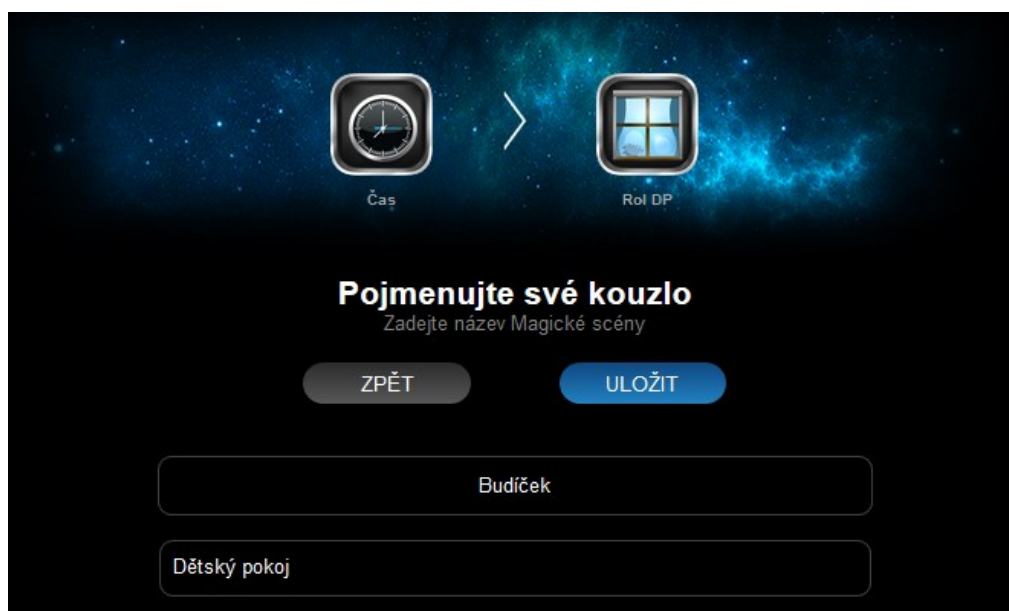 Čas
Rol DP
Pojmenujte své kouzlo
Zadejte název Magické scény
ZPĚT
ULOŽIT
Budíček
Dětský pokoj